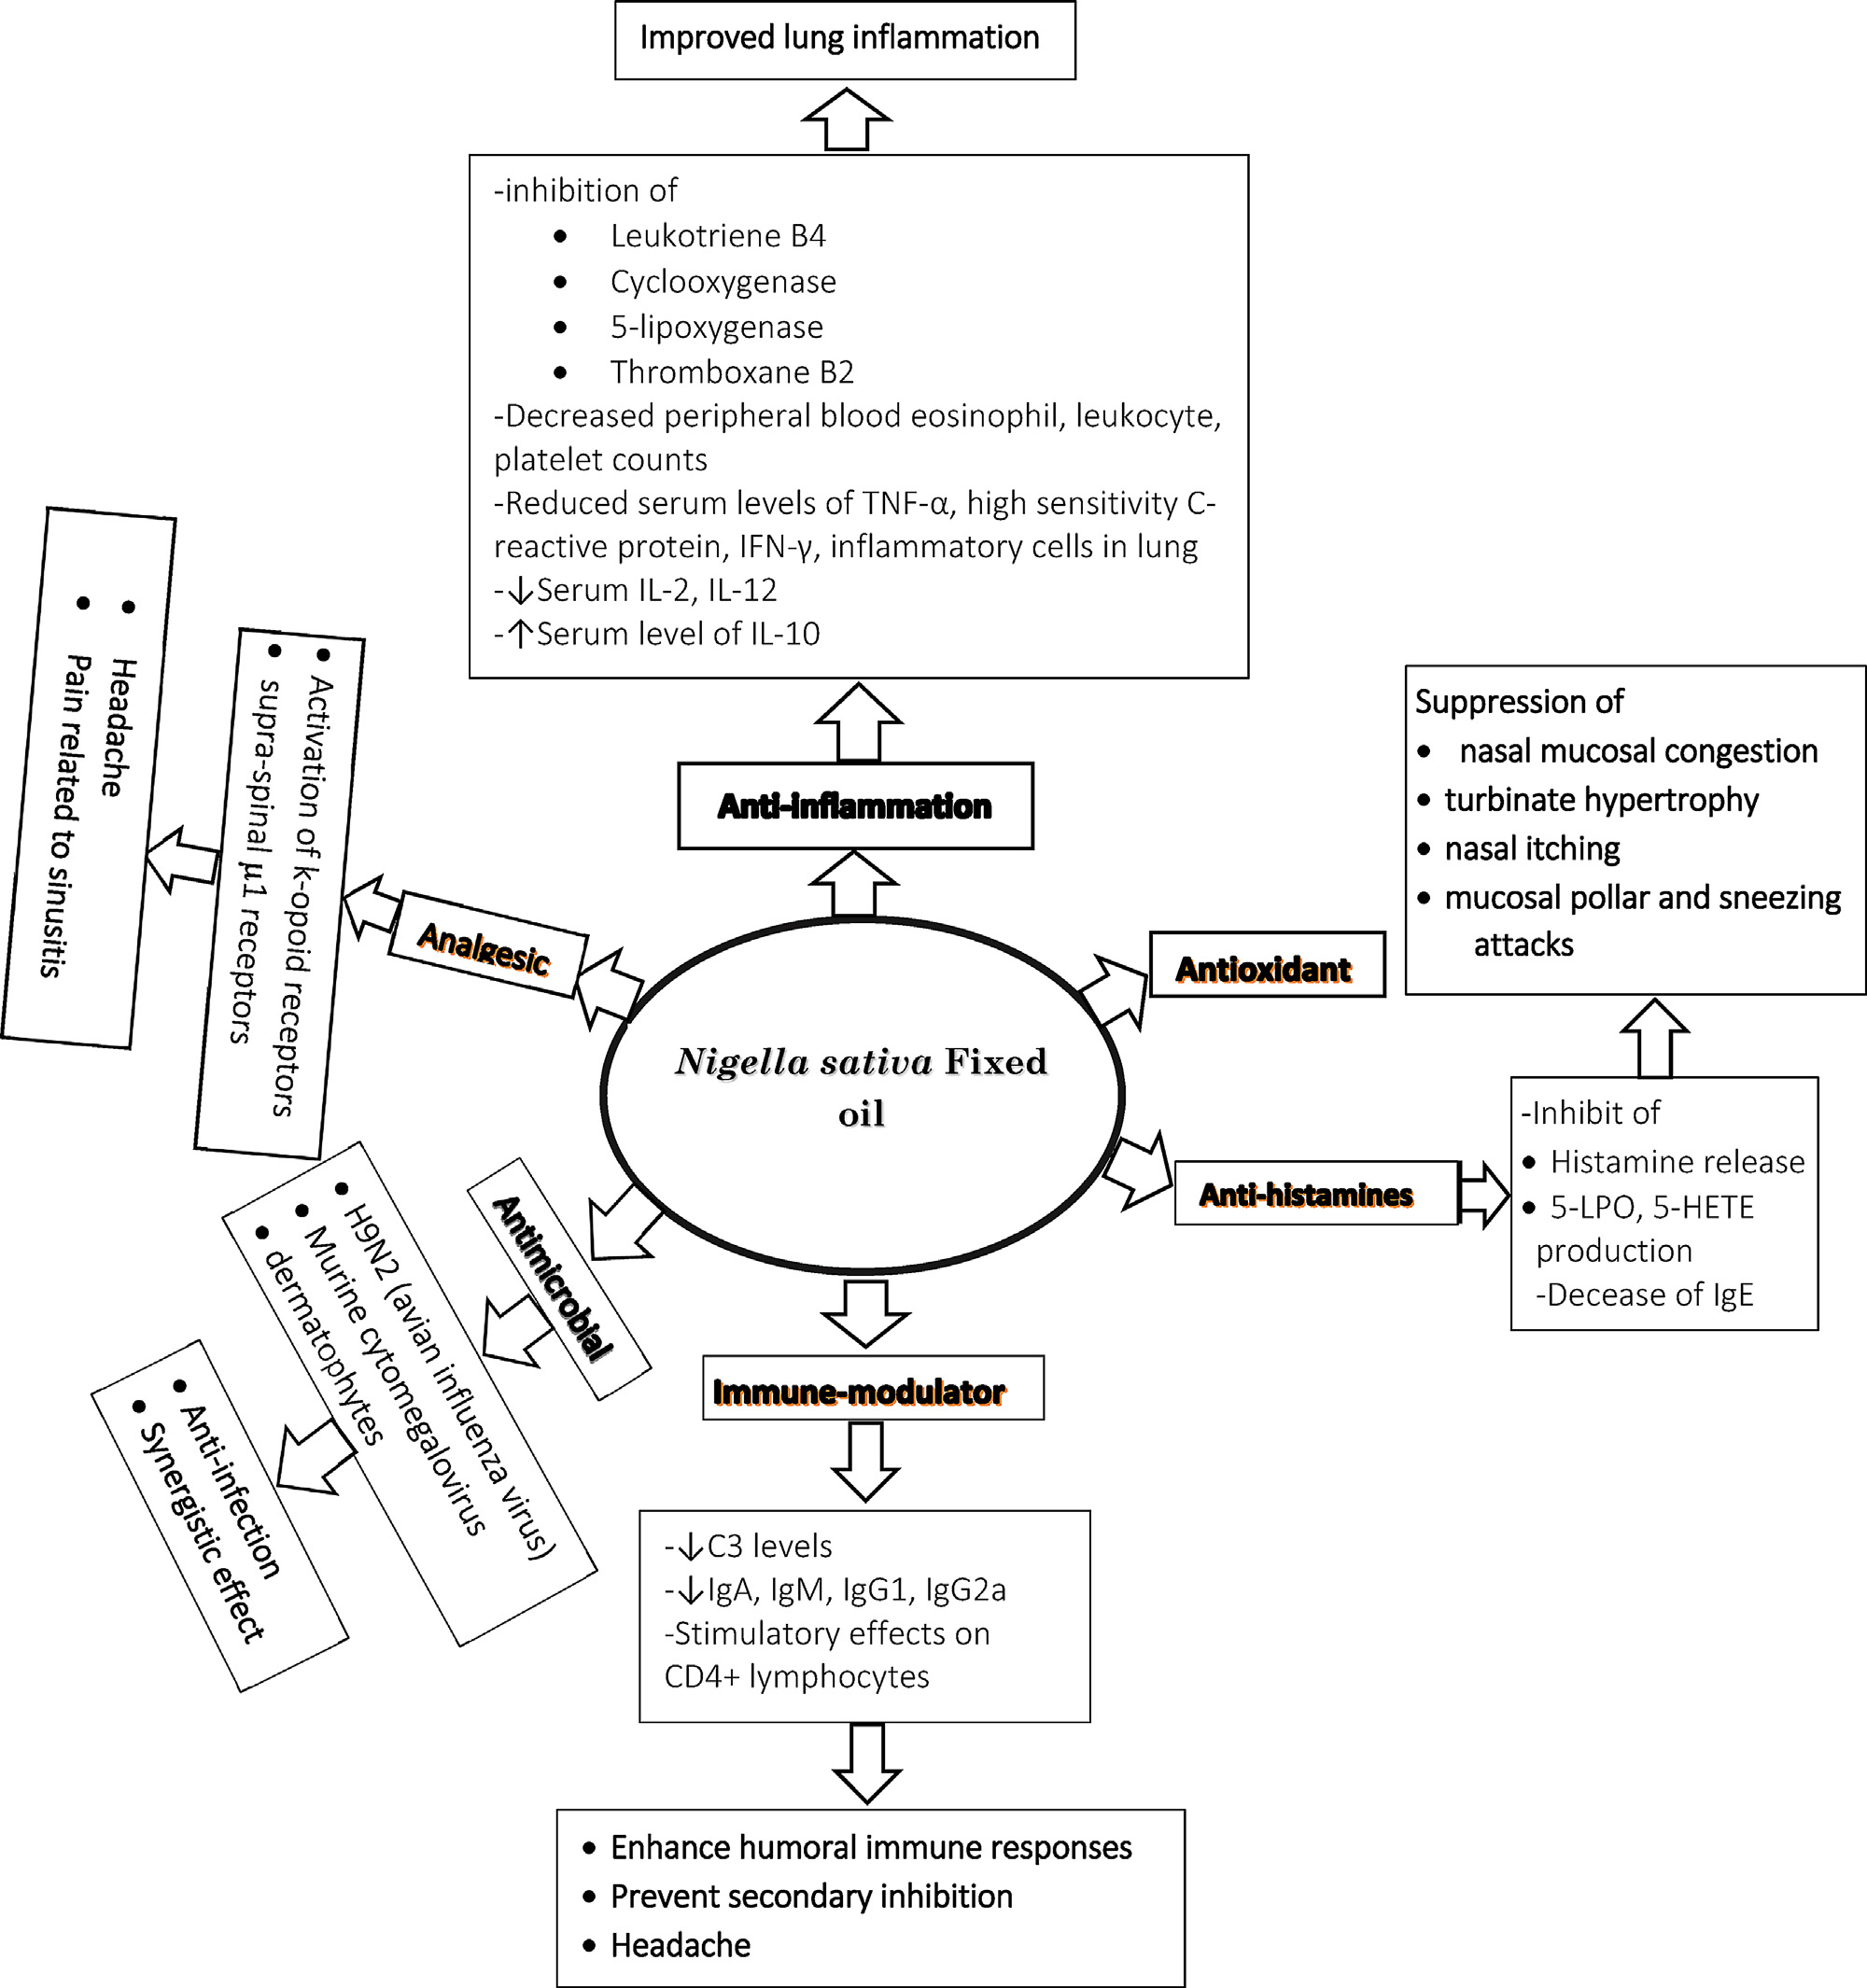 Improved lung inflammation
-inhibition of
• Leukotriene B4
• Cyclooxygenase
• 5-lipoxygenase
• Thromboxane B2
-Decreased peripheral blood eosinophil, leukocyte,
platelet counts
-Reduced serum levels of TNF-α, high sensitivity C-
reactive protein, IFN-γ, inflammatory cells in lung
-↓Serum IL-2, IL-12
-↑Serum level of IL-10
Anti-inflammation
• Headache
• Pain related to sinusitis
• Activation of k-opoid receptors
• supra-spinal µ1 receptors
Analgesic
Suppression of
• nasal mucosal congestion
• turbinate hypertrophy
• nasal itching
• mucosal pollar and sneezing
attacks
Antioxidant
Nigella sativa Fixed
oil
-Inhibit of
• Histamine release
• 5-LPO, 5-HETE
production
-Decease of IgE
Anti-histamines
Antimicrobial
• H9N2 (avian influenza virus)
• Murine cytomegalovirus
• dermatophytes
• Anti-infection
• Synergistic effect
Immune-modulator
-↓C3 levels
-↓IgA, IgM, IgG1, IgG2a
-Stimulatory effects on
CD4+ lymphocytes
• Enhance humoral immune responses
• Prevent secondary inhibition
• Headache